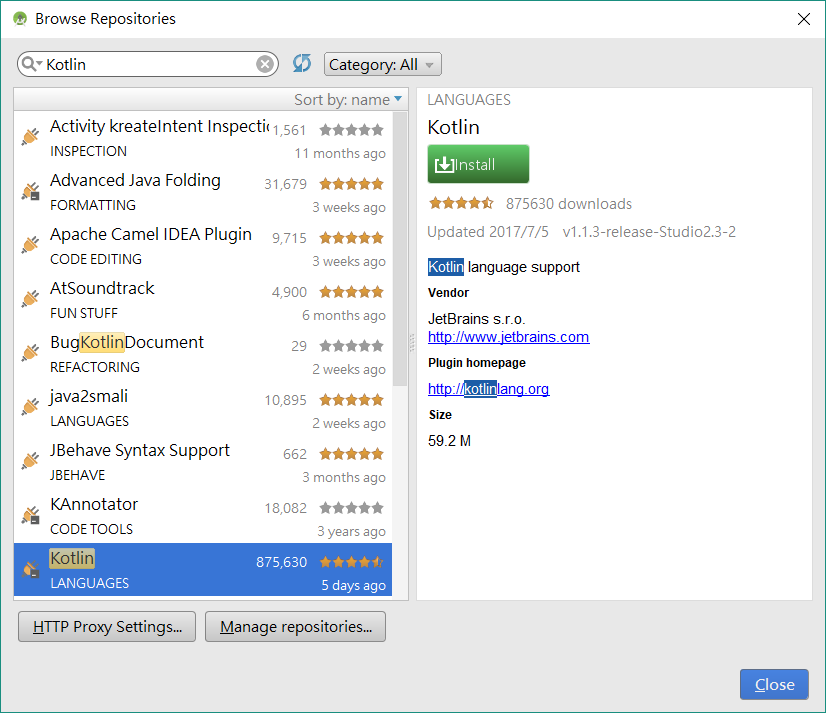 Browse Repositories
Kotlin
Category: All
Sort by: name
Activity kreateIntent Inspectic 1,561
INSPECTION 11 months ago
Advanced Java Folding 31,679
FORMATTING 3 weeks ago
Apache Camel IDEA Plugin 9,715
CODE EDITING 3 weeks ago
AtSoundtrack 4,900
FUN STUFF 6 months ago
BugKotlinDocument 29
REFACTORING 2 weeks ago
java2smali 10,895
LANGUAGES 2 weeks ago
JBehave Syntax Support 662
JBEHAVE 3 months ago
KAnnotator 18,082
CODE TOOLS 3 years ago
Kotlin 875,630
LANGUAGES 5 days ago
LANGUAGES
Kotlin
Install
875630 downloads
Updated 2017/7/5 v1.1.3-release-Studio2.3-2
Kotlin language support
Vendor
JetBrains s.r.o.
http://www.jetbrains.com
Plugin homepage
http://kotlinlang.org
Size
59.2 M
HTTP Proxy Settings...
Manage repositories...
Close